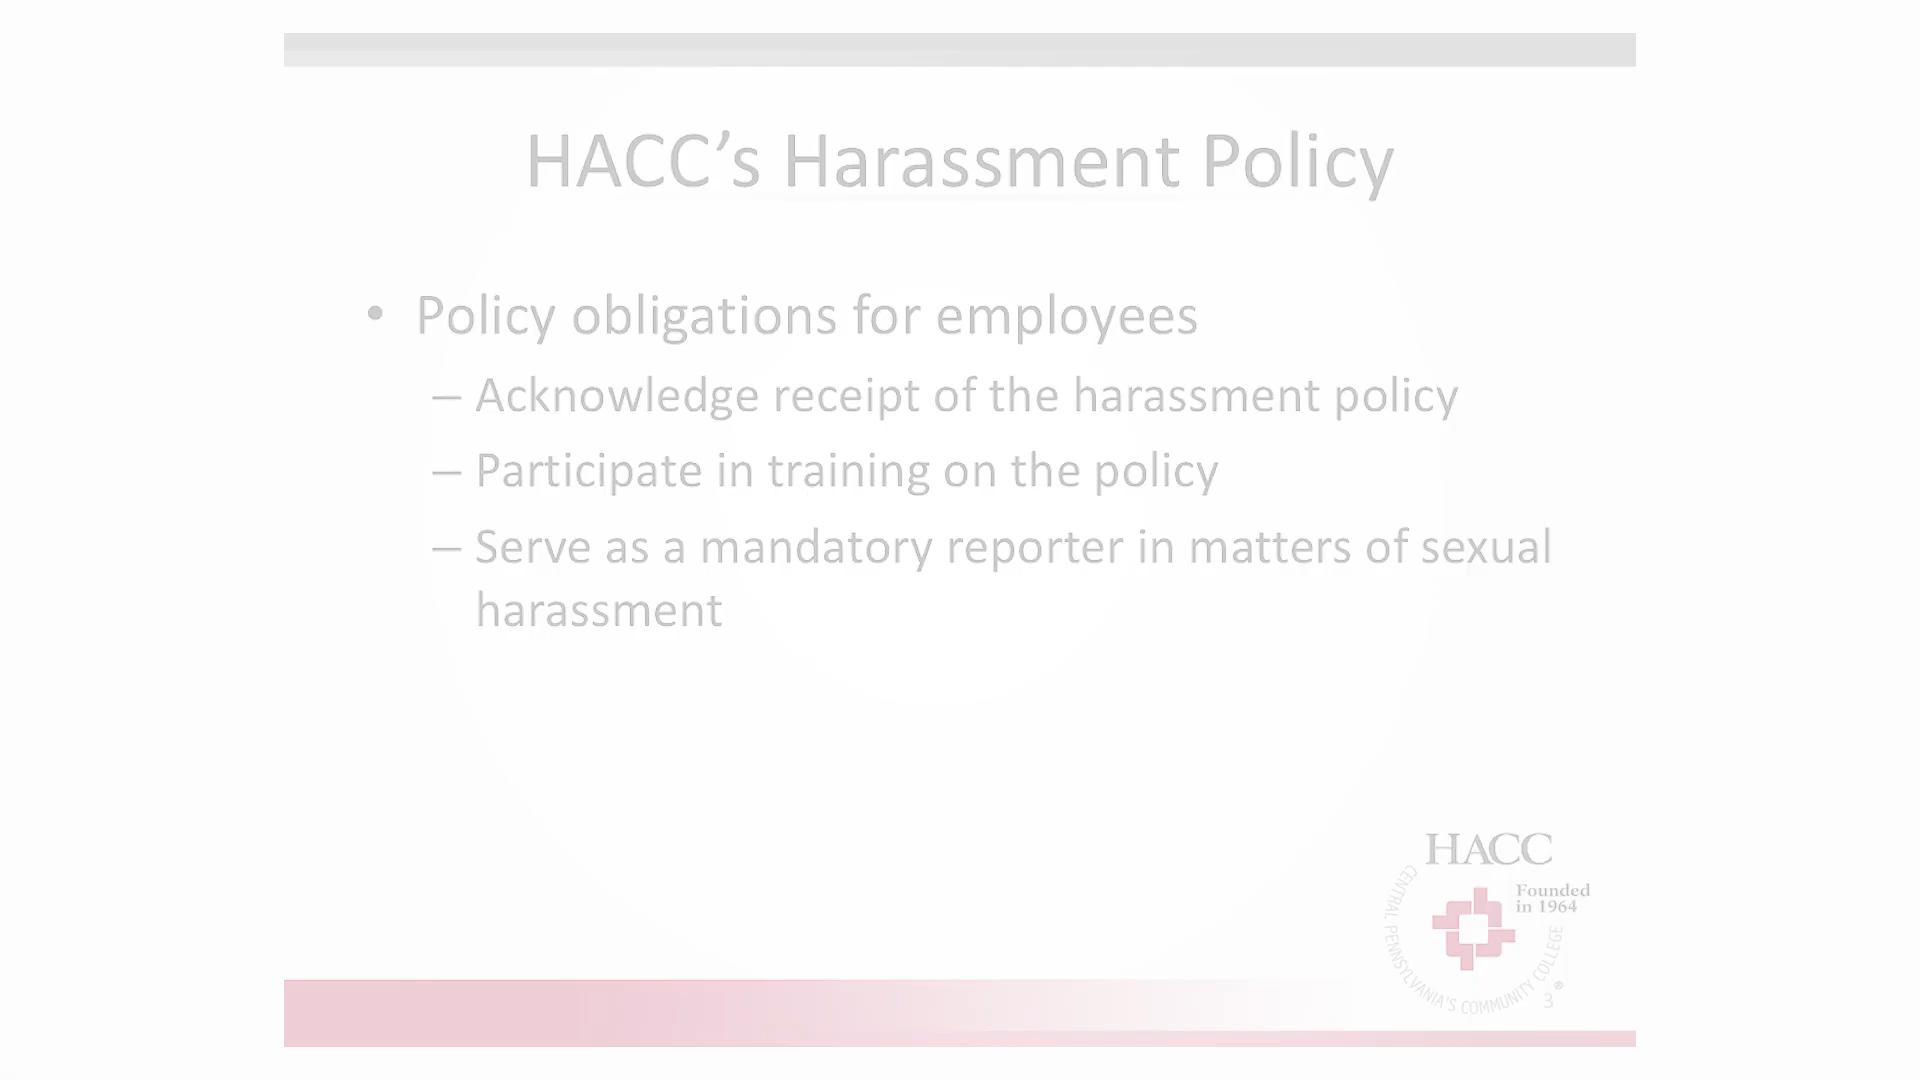 HACC’s Harassment Policy
• Policy obligations for employees
– Acknowledge receipt of the harassment policy
– Participate in training on the policy
– Serve as a mandatory reporter in matters of sexual
harassment
HACC
Founded
in 1964
CENTRAL PENNSYLVANIA'S COMMUNITY COLLEGE
®
3